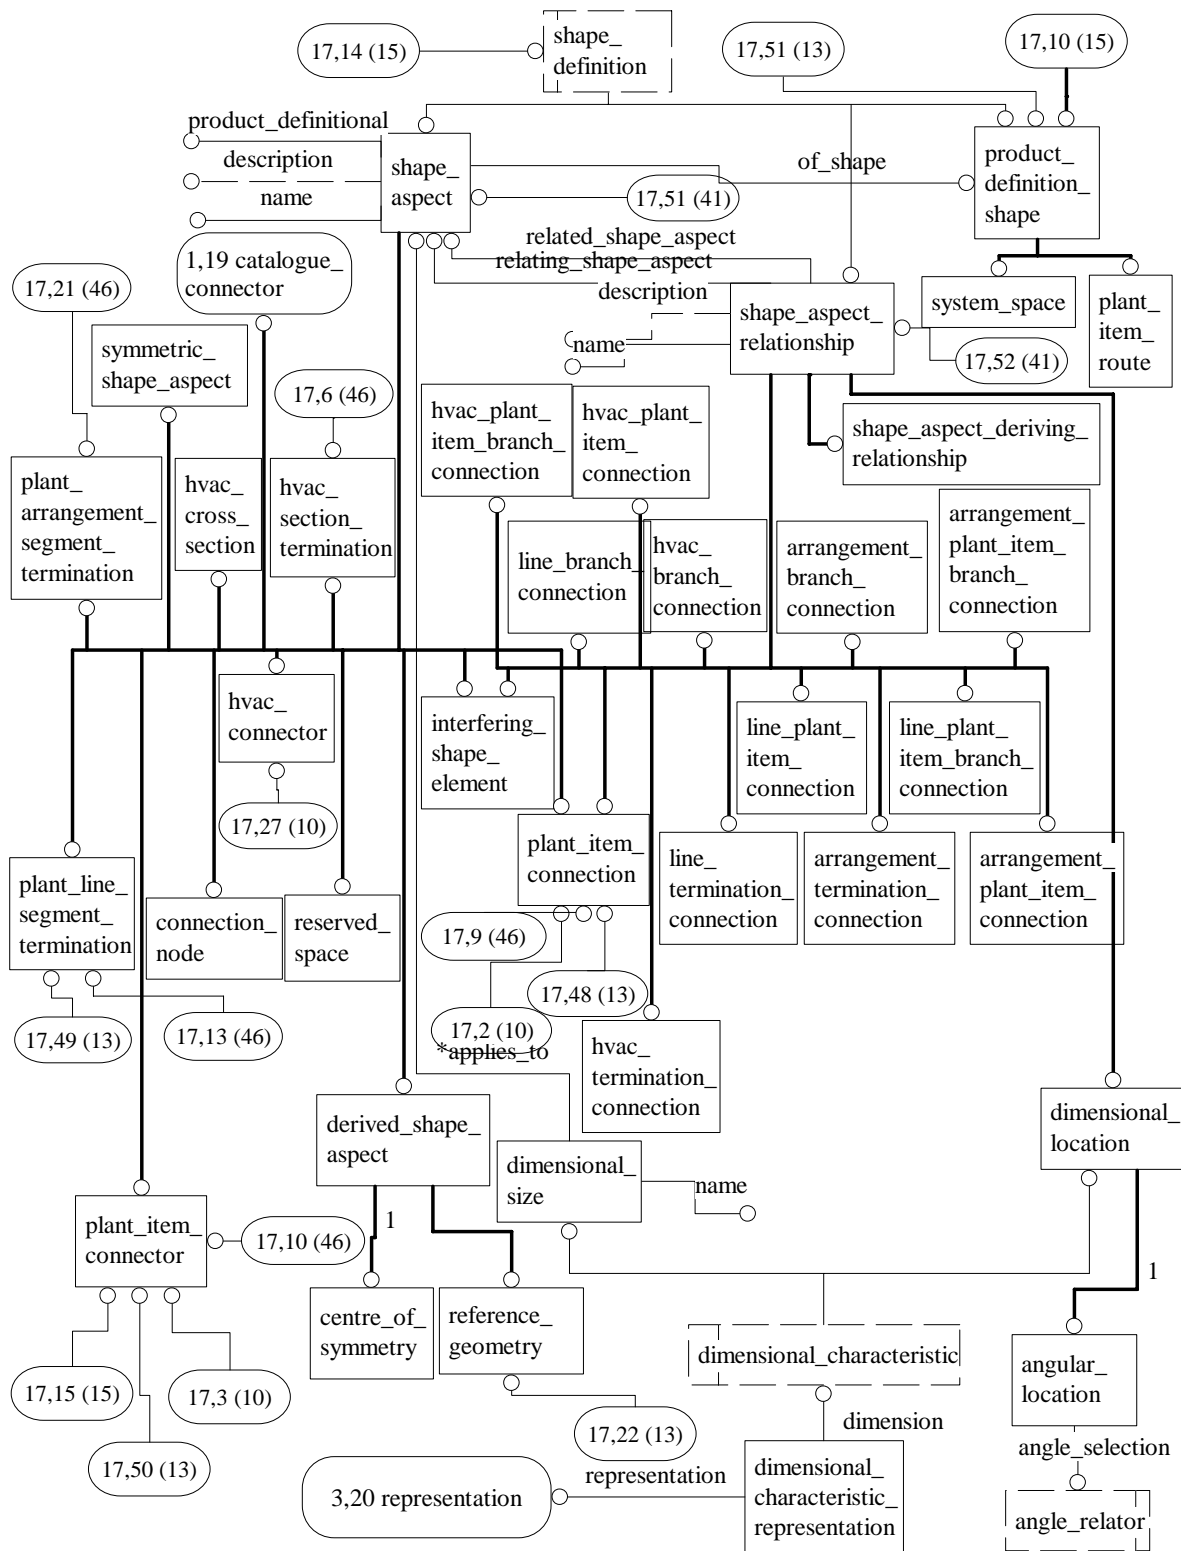 shape_
definition
17,14 (15)
17,51 (13)
17,10 (15)
product_definitional
description
name
shape_
aspect
of_shape
product_
definition_
shape
17,51 (41)
related_shape_aspect
relating_shape_aspect
description
name
1,19 catalogue_
connector
17,21 (46)
symmetric_
shape_aspect
17,6 (46)
shape_aspect_
relationship
system_space
plant_
item_
route
17,52 (41)
hvac_plant_
item_branch_
connection
hvac_plant_
item_
connection
shape_aspect_deriving_
relationship
plant_
arrangement_
segment_
termination
hvac_
cross_
section
hvac_
section_
termination
line_branch_
connection
hvac_
branch_
connection
arrangement_
branch_
connection
arrangement_
plant_item_
branch_
connection
hvac_
connector
interfering_
shape_
element
line_plant_
item_
connection
line_plant_
item_branch_
connection
17,27 (10)
plant_item_
connection
line_
termination_
connection
arrangement_
termination_
connection
arrangement_
plant_item_
connection
plant_line_
segment_
termination
connection_
node
reserved_
space
17,9 (46)
17,48 (13)
17,2 (10)
*applies_to
17,49 (13)
17,13 (46)
hvac_
termination_
connection
derived_shape_
aspect
dimensional_
size
name
dimensional_
location
plant_item_
connector
17,10 (46)
1
1
centre_of_
symmetry
reference_
geometry
dimensional_characteristic
angular_
location
17,15 (15)
17,3 (10)
17,50 (13)
17,22 (13)
dimension
angle_selection
representation
3,20 representation
dimensional_
characteristic_
representation
angle_relator